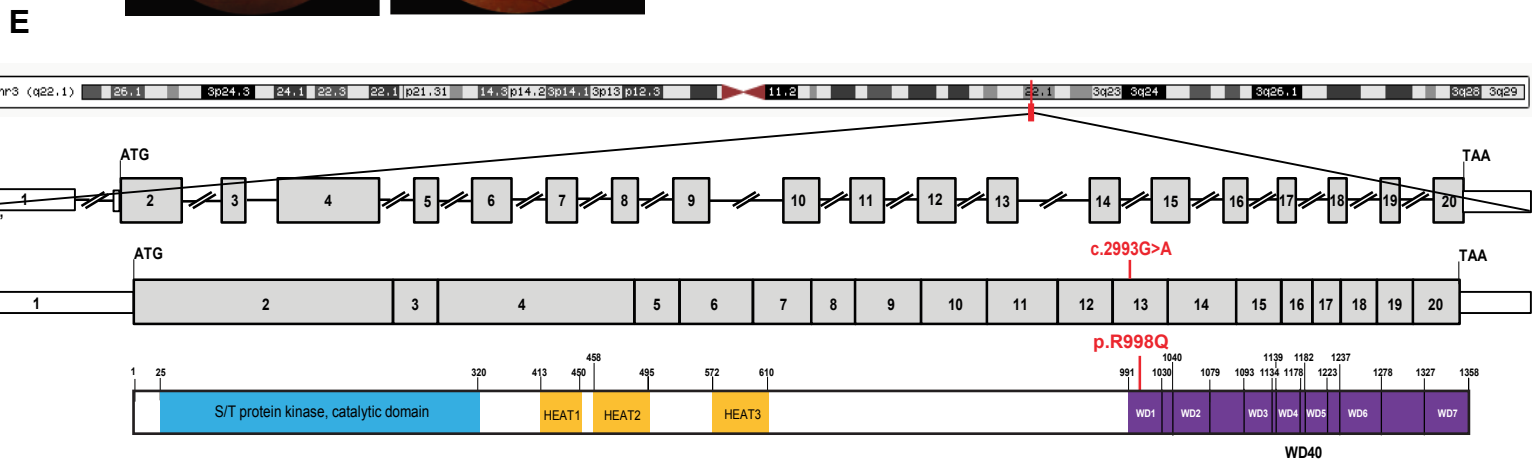 E
nr3 (q22.1) 26.1 3p24.3 24.1 22.3 22.1 p21.31 14.3 p14.2 3p14.1 3p13 p12.3 11.2 22.1 3q23 3q24 3q26.1 3q28 3q29
ATG TAA
1 2 3 4 5 6 7 8 9 10 11 12 13 14 15 16 17 18 19 20
c.2993G>A
ATG TAA
1 2 3 4 5 6 7 8 9 10 11 12 13 14 15 16 17 18 19 20
p.R998Q
458 1040 1139 1182 1237
1 25 320 413 450 495 572 610 991 1030 1079 1093 1134 1178 1223 1278 1327 1358
S/T protein kinase, catalytic domain HEAT1 HEAT2 HEAT3 WD1 WD2 WD3 WD4 WD5 WD6 WD7
WD40